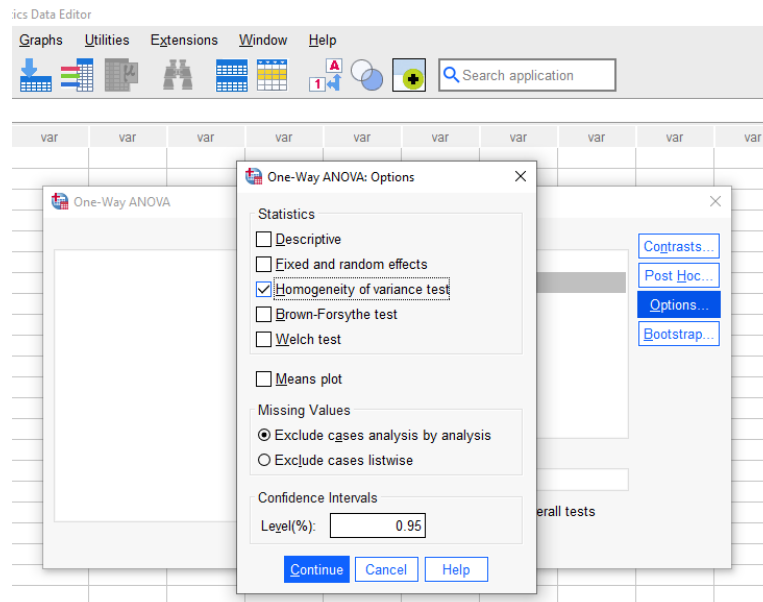 tics Data Editor
Graphs Utilities Extensions Window Help
A
1
Search application
var var var var var var var var var var
One-Way ANOVA: Options
One-Way ANOVA
Statistics
Descriptive
Fixed and random effects
Homogeneity of variance test
Brown-Forsythe test
Welch test
Means plot
Missing Values
Exclude cases analysis by analysis
Exclude cases listwise
Confidence Intervals
Level(%): 0.95
Continue Cancel Help
Contrasts...
Post Hoc...
Options...
Bootstrap...
erall tests